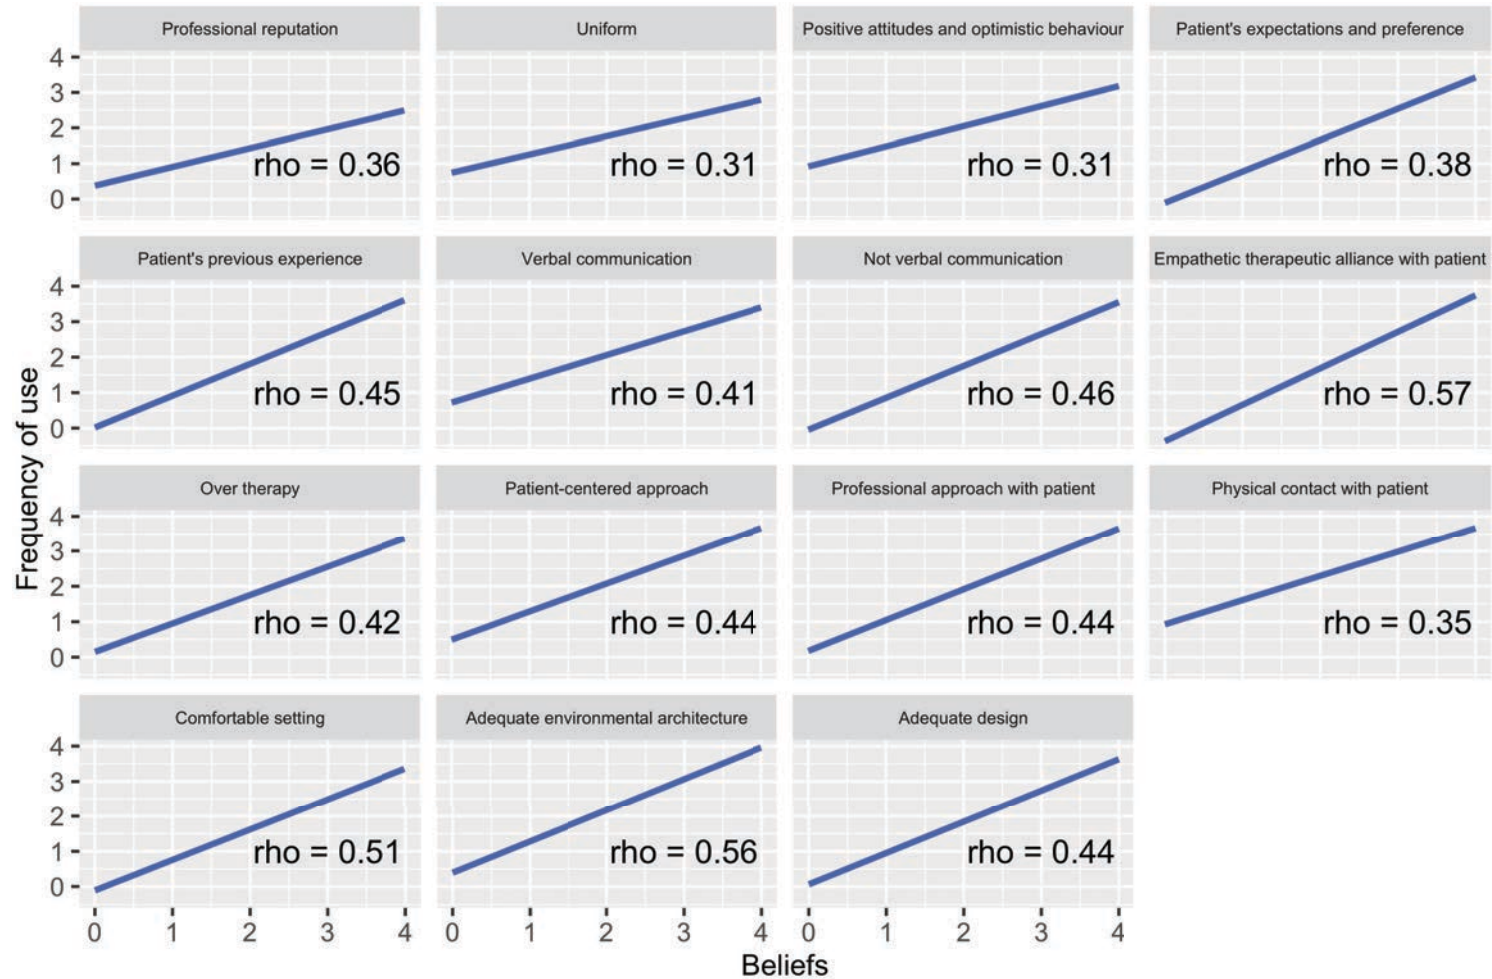 Professional reputation
Uniform
Positive attitudes and optimistic behaviour
Patient's expectations and preference
4
3
2
1
0
rho = 0.36
rho = 0.31
rho = 0.31
rho = 0.38
Patient's previous experience
Verbal communication
Not verbal communication
Empathetic therapeutic alliance with patient
4
3
2
1
0
rho = 0.45
rho = 0.41
rho = 0.46
rho = 0.57
Frequency of use
Over therapy
Patient-centered approach
Professional approach with patient
Physical contact with patient
4
3
2
1
0
rho = 0.42
rho = 0.44
rho = 0.44
rho = 0.35
Comfortable setting
Adequate environmental architecture
Adequate design
4
3
2
1
0
rho = 0.51
rho = 0.56
rho = 0.44
0 1 2 3 4
0 1 2 3 4
0 1 2 3 4
Beliefs